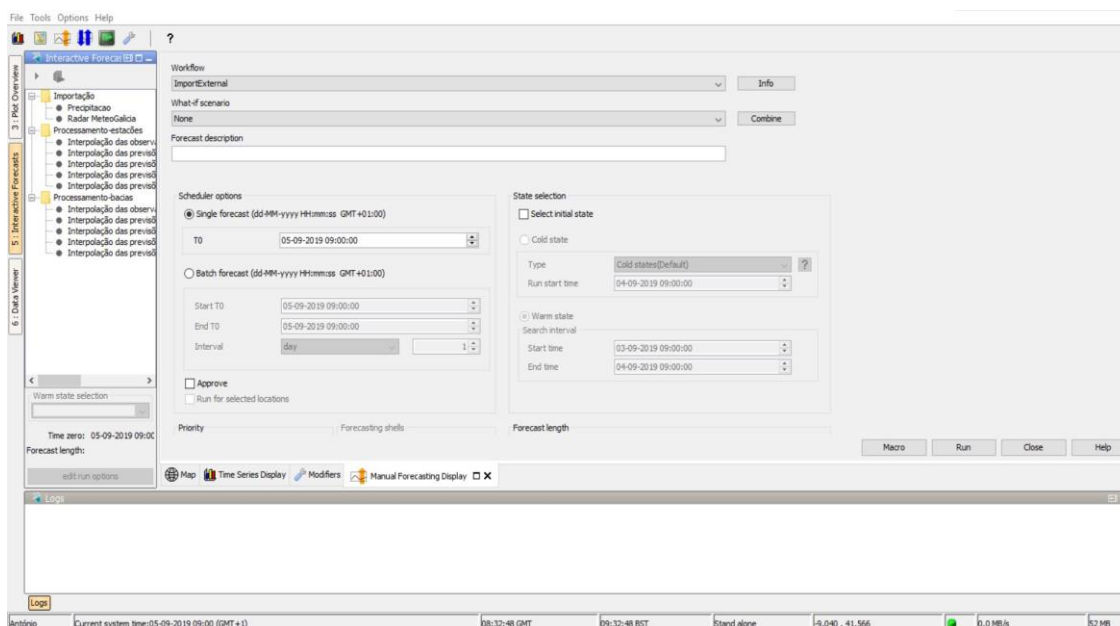 File Tools Options Help
?
3 : Plot Overview
5 : Interactive Forecasts
6 : Data Viewer
Interactive Forecas
Importação
Precipitacao
Radar MeteoGalicia
Processamento-estacões
Interpolação das observa
Interpolação das previsõ
Interpolação das previsõ
Interpolação das previsõ
Interpolação das previsõ
Processamento-bacias
Interpolação das observa
Interpolação das previsõ
Interpolação das previsõ
Interpolação das previsõ
Interpolação das previsõ
Warm state selection
Time zero: 05-09-2019 09:00
Forecast length:
edit run options
Workflow
ImportExternal
Info
What-if scenario
None
Combine
Forecast description
Scheduler options
Single forecast (dd-MM-yyyy HH:mm:ss GMT+01:00)
T0 05-09-2019 09:00:00
Batch forecast (dd-MM-yyyy HH:mm:ss GMT+01:00)
Start T0 05-09-2019 09:00:00
End T0 05-09-2019 09:00:00
Interval day 1
Approve
Run for selected locations
Priority
Forecasting shells
State selection
Select initial state
Cold state
Type Cold states(Default) ?
Run start time 04-09-2019 09:00:00
Warm state
Search interval
Start time 03-09-2019 09:00:00
End time 04-09-2019 09:00:00
Forecast length
Macro Run Close Help
Map Time Series Display Modifiers Manual Forecasting Display
Logs
Logs
António Current system time:05-09-2019 09:00 (GMT+1) 08:32:48 GMT 09:32:48 BST Stand alone -9.040 , 41.566 0.0 MB/s 52 MB